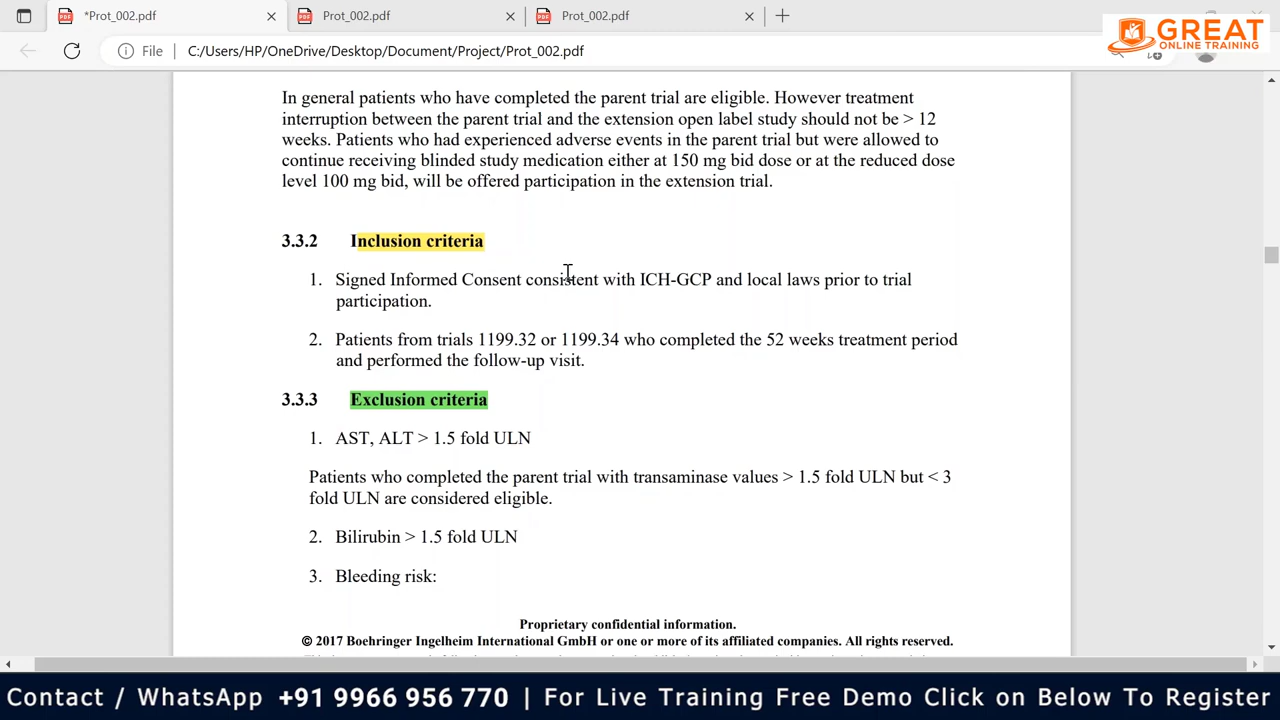 *Prot_002.pdf
Prot_002.pdf
Prot_002.pdf
File C:/Users/HP/OneDrive/Desktop/Document/Project/Prot_002.pdf
GREAT
ONLINE TRAINING
In general patients who have completed the parent trial are eligible. However treatment
interruption between the parent trial and the extension open label study should not be > 12
weeks. Patients who had experienced adverse events in the parent trial but were allowed to
continue receiving blinded study medication either at 150 mg bid dose or at the reduced dose
level 100 mg bid, will be offered participation in the extension trial.
3.3.2 Inclusion criteria
1. Signed Informed Consent consistent with ICH-GCP and local laws prior to trial
participation.
2. Patients from trials 1199.32 or 1199.34 who completed the 52 weeks treatment period
and performed the follow-up visit.
3.3.3 Exclusion criteria
1. AST, ALT > 1.5 fold ULN
Patients who completed the parent trial with transaminase values > 1.5 fold ULN but < 3
fold ULN are considered eligible.
2. Bilirubin > 1.5 fold ULN
3. Bleeding risk:
Proprietary confidential information.
© 2017 Boehringer Ingelheim International GmbH or one or more of its affiliated companies. All rights reserved.
Contact / WhatsApp +91 9966 956 770 | For Live Training Free Demo Click on Below To Register